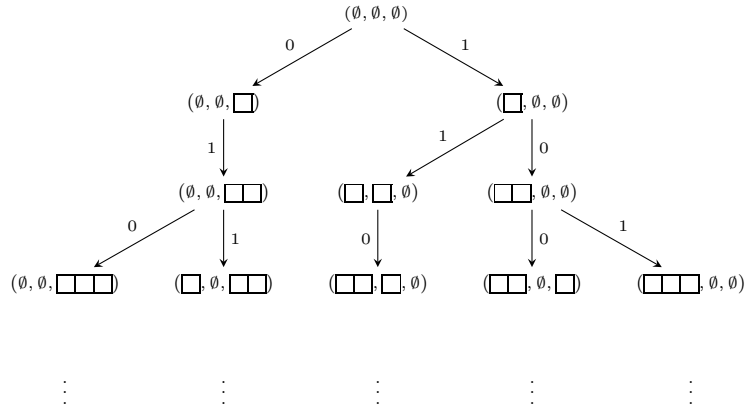 (∅, ∅, ∅)
0 1
(∅, ∅, □) (□, ∅, ∅)
1 1 0
(∅, ∅, □□) (□, □, ∅) (□□, ∅, ∅)
0 1 0 0 1
(∅, ∅, □□□) (□, ∅, □□) (□□, □, ∅) (□□, ∅, □) (□□□, ∅, ∅)
⋮ ⋮ ⋮ ⋮ ⋮